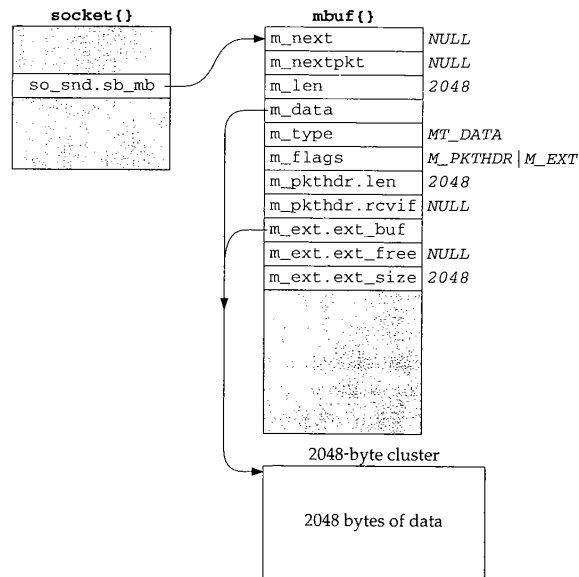 socket{}
so_snd.sb_mb
mbuf{}
m_next NULL
m_nextpkt NULL
m_len 2048
m_data
m_type MT_DATA
m_flags M_PKTHDR|M_EXT
m_pkthdr.len 2048
m_pkthdr.rcvif NULL
m_ext.ext_buf
m_ext.ext_free NULL
m_ext.ext_size 2048
2048-byte cluster
2048 bytes of data